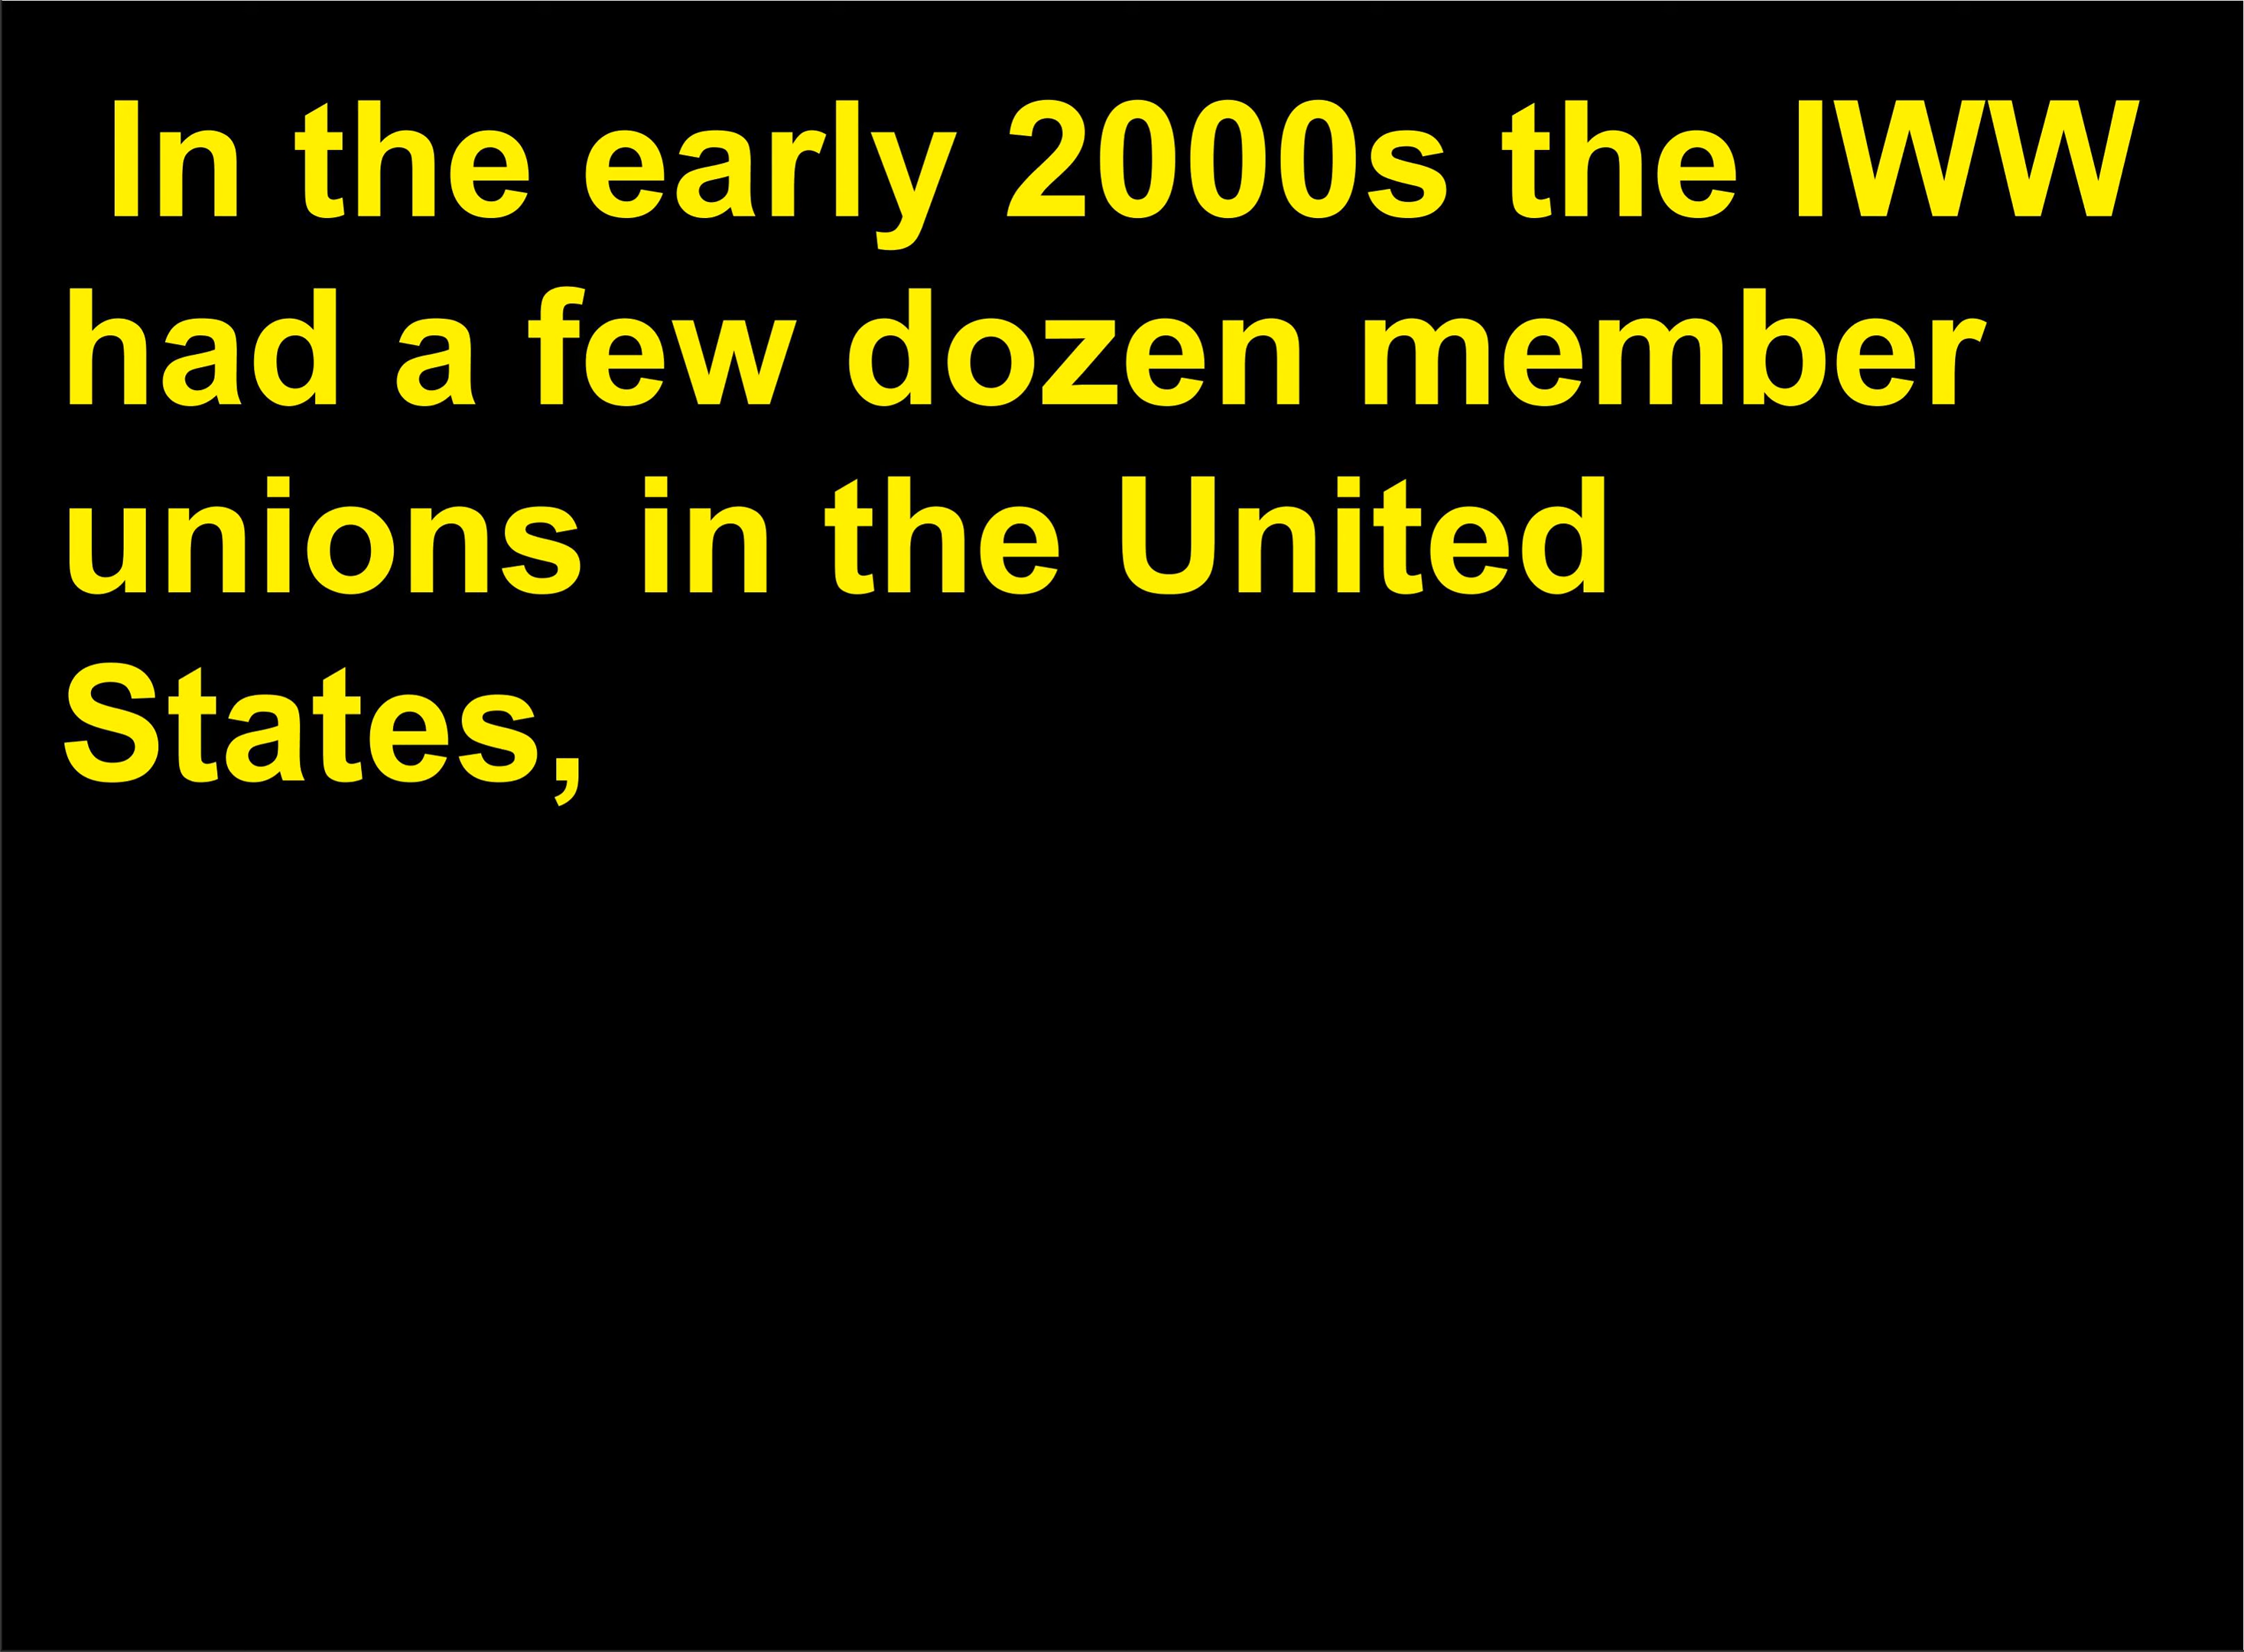 In the early 2000s the IWW
had a few dozen member
unions in the United
States,